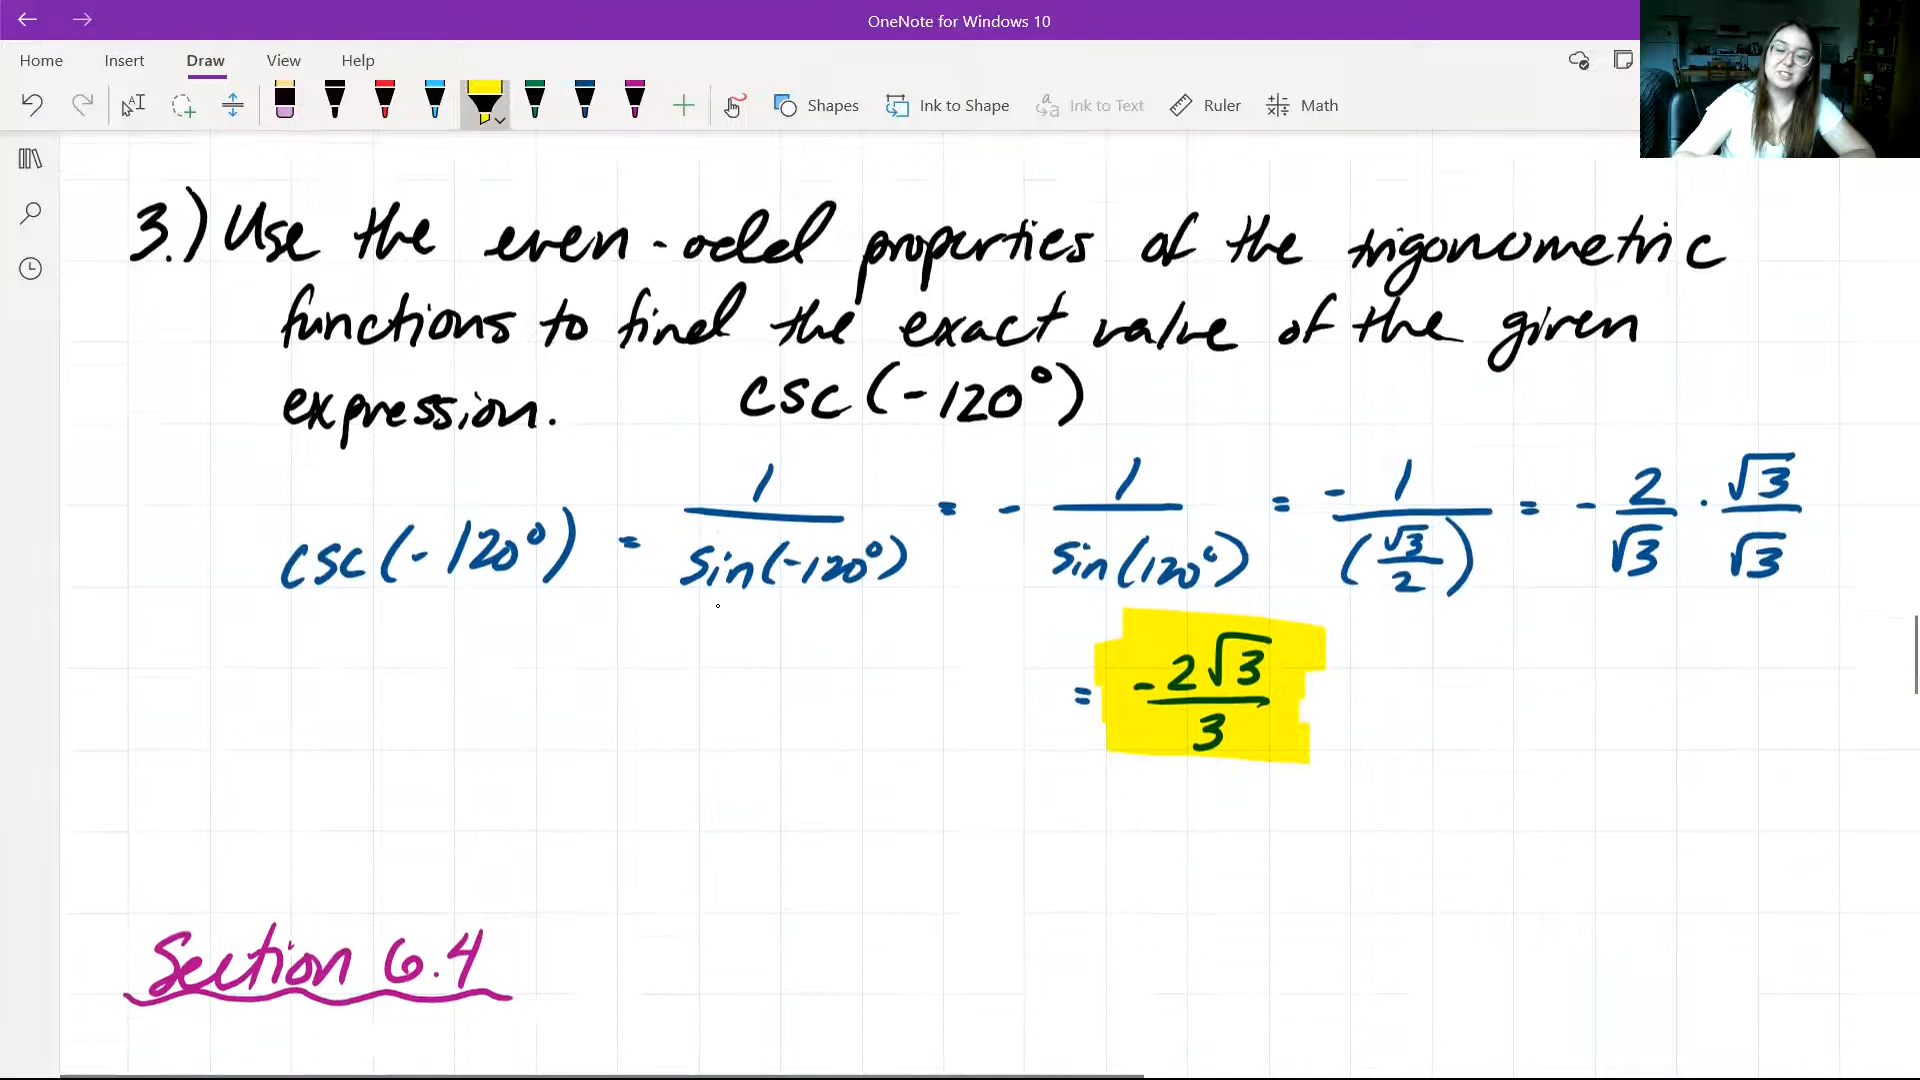 OneNote for Windows 10
Home Insert Draw View Help
Shapes Ink to Shape Ink to Text Ruler Math
3.) Use the even-odd properties of the trigonometric
functions to find the exact value of the given
expression. csc(-120°)
csc(-120°) = 1/sin(-120°) = - 1/sin(120°) = - 1/(√3/2) = - 2/√3 · √3/√3
= -2√3/3
Section 6.4